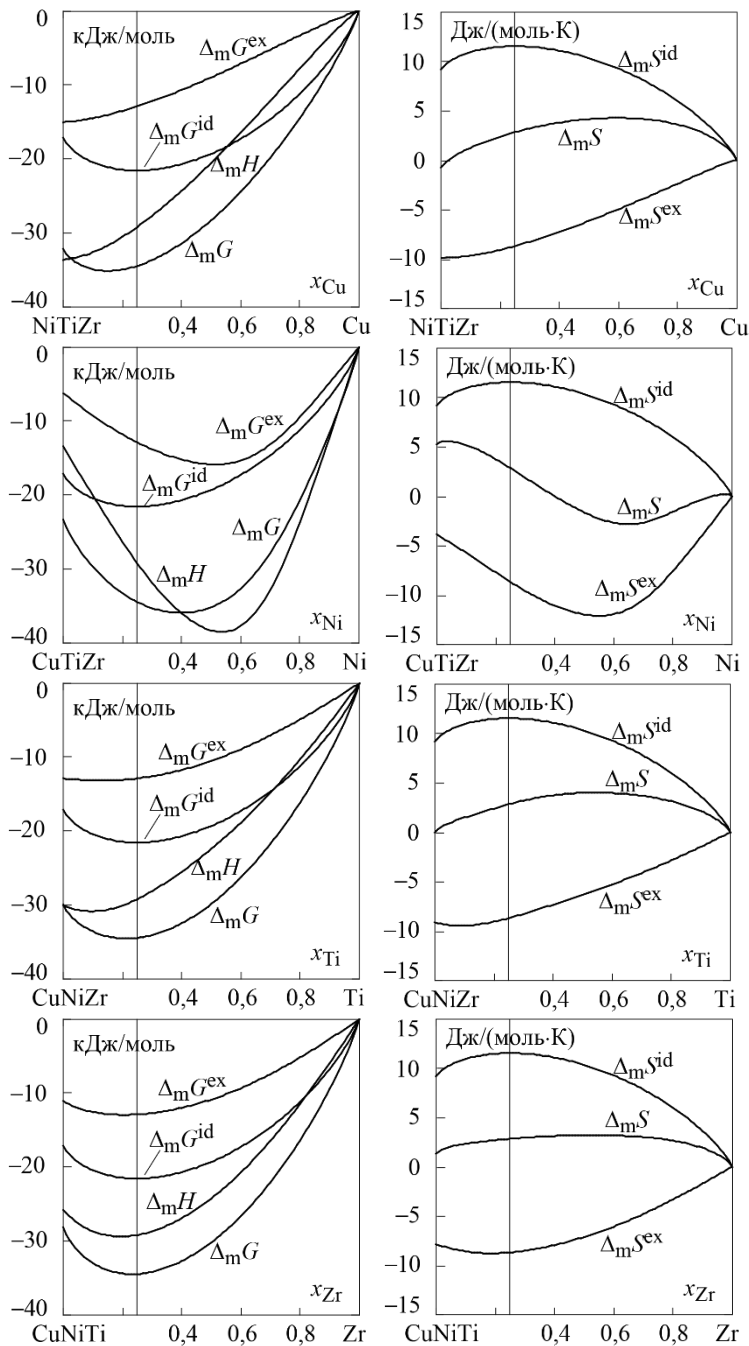 0
кДж/моль
ΔmGex
−10
ΔmGid
−20
ΔmH
−30
ΔmG
xCu
−40
NiTiZr 0,4 0,6 0,8 Cu
15
Дж/(моль·К)
ΔmSid
10
5
ΔmS
0
−5
ΔmSex
−10
xCu
−15
NiTiZr 0,4 0,6 0,8 Cu
0
кДж/моль
−10
ΔmGex
ΔmGid
−20
ΔmG
ΔmH
−30
xNi
−40
CuTiZr 0,4 0,6 0,8 Ni
15
Дж/(моль·К)
ΔmSid
10
5
0
ΔmS
−5
ΔmSex
−10
xNi
−15
CuTiZr 0,4 0,6 0,8 Ni
0
кДж/моль
ΔmGex
−10
ΔmGid
−20
ΔmH
−30
ΔmG
xTi
−40
CuNiZr 0,4 0,6 0,8 Ti
15
Дж/(моль·К)
ΔmSid
10
ΔmS
5
0
−5
ΔmSex
−10
xTi
−15
CuNiZr 0,4 0,6 0,8 Ti
0
кДж/моль
ΔmGex
−10
ΔmGid
−20
ΔmH
−30
ΔmG
xZr
−40
CuNiTi 0,4 0,6 0,8 Zr
15
Дж/(моль·К)
ΔmSid
10
ΔmS
5
0
−5
ΔmSex
−10
xZr
−15
CuNiTi 0,4 0,6 0,8 Zr